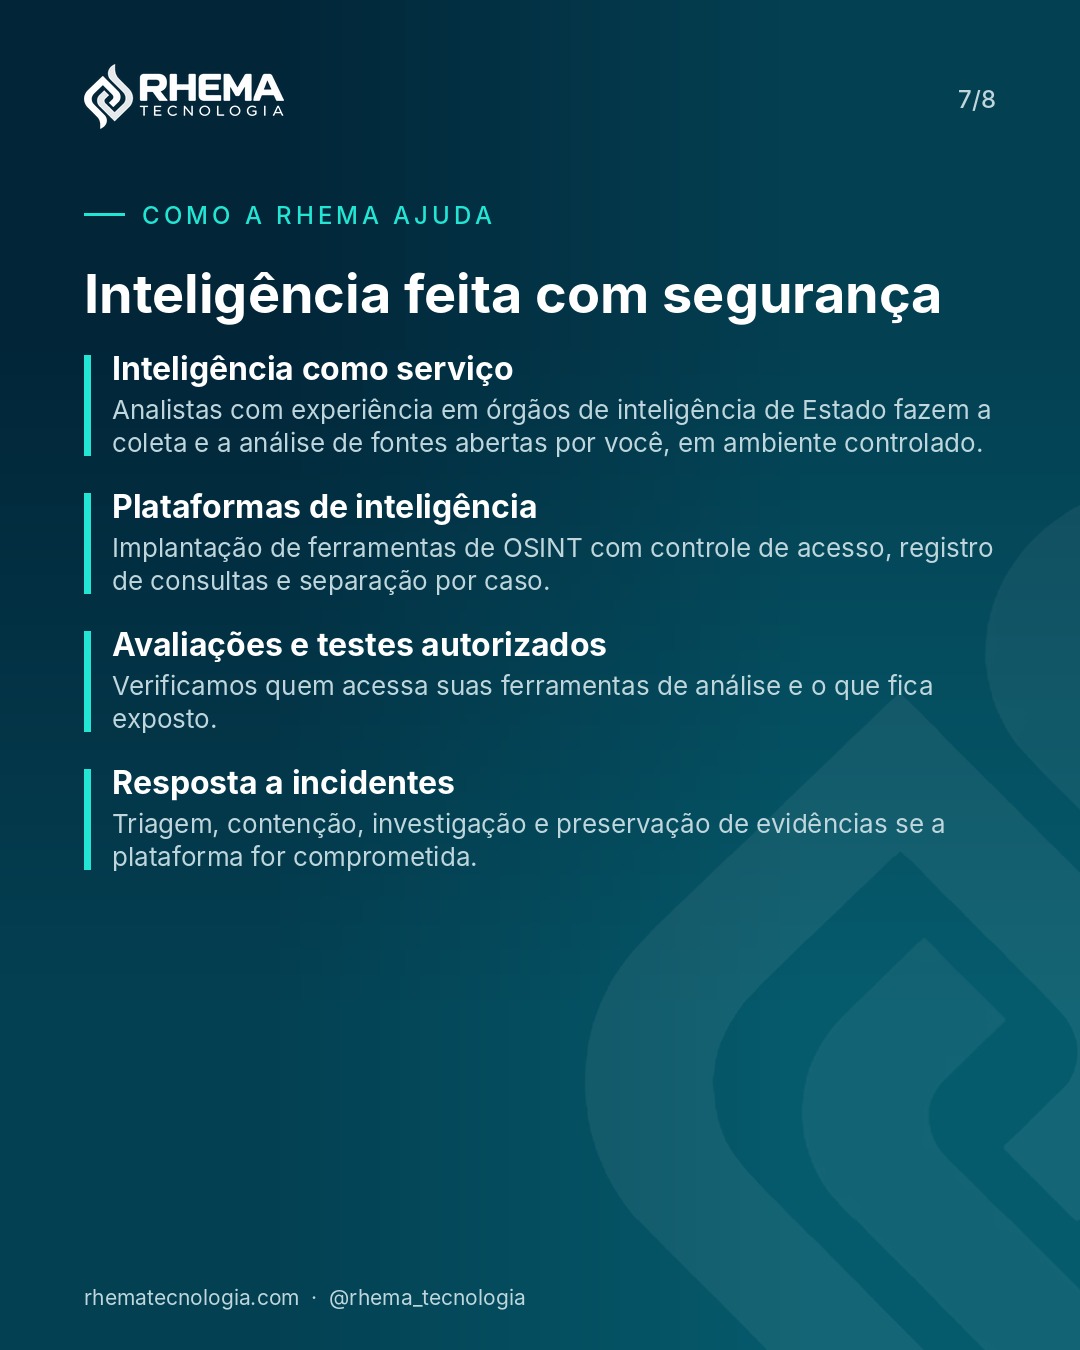 RHEMA
TECNOLOGIA
7/8
COMO A RHEMA AJUDA
Inteligência feita com segurança
Inteligência como serviço
Analistas com experiência em órgãos de inteligência de Estado fazem a
coleta e a análise de fontes abertas por você, em ambiente controlado.
Plataformas de inteligência
Implantação de ferramentas de OSINT com controle de acesso, registro
de consultas e separação por caso.
Avaliações e testes autorizados
Verificamos quem acessa suas ferramentas de análise e o que fica
exposto.
Resposta a incidentes
Triagem, contenção, investigação e preservação de evidências se a
plataforma for comprometida.
rhematecnologia.com · @rhema_tecnologia